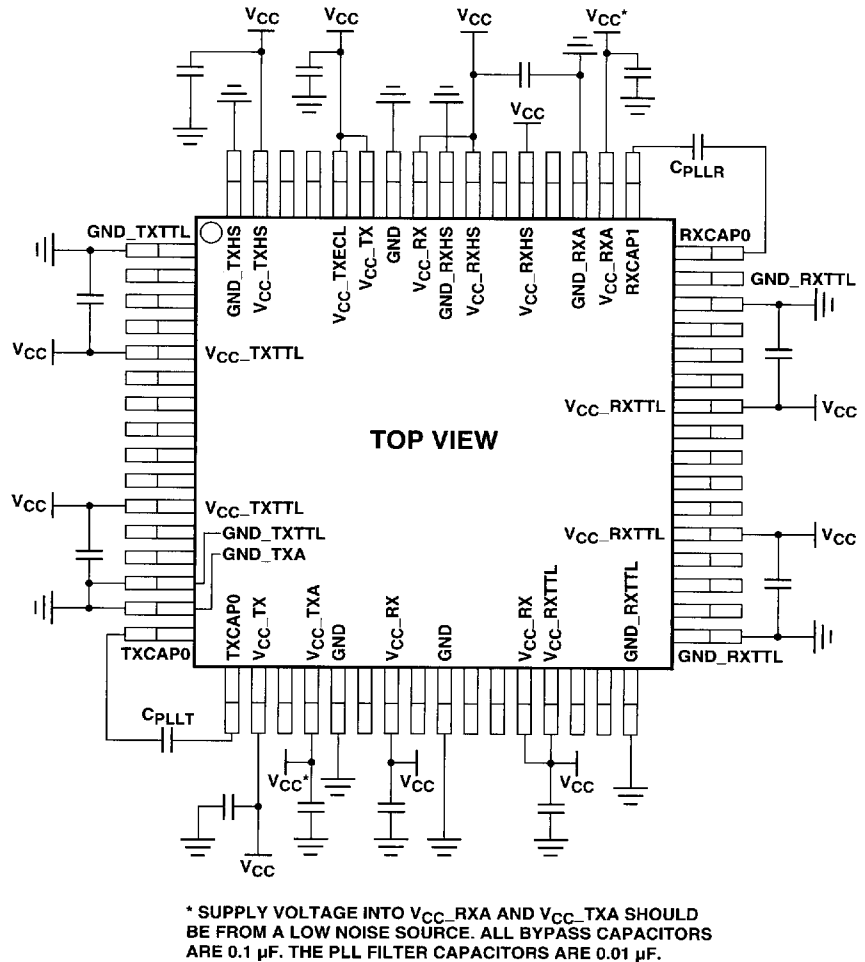 VCC VCC VCC VCC*
VCC
CPLLR
GND_TXTTL
GND_TXHS
VCC_TXHS
VCC_TXECL
VCC_TX
GND
VCC_RX
GND_RXHS
VCC_RXHS
VCC_RXHS
GND_RXA
VCC_RXA
RXCAP1
RXCAP0
GND_RXTTL
VCC
VCC_TXTTL
VCC_RXTTL
VCC
TOP VIEW
VCC
VCC_TXTTL
GND_TXTTL
GND_TXA
VCC_RXTTL
VCC
TXCAP0
TXCAP0
VCC_TX
VCC_TXA
GND
VCC_RX
GND
VCC_RX
VCC_RXTTL
GND_RXTTL
GND_RXTTL
CPLLT
VCC*
VCC
VCC
VCC
* SUPPLY VOLTAGE INTO VCC_RXA AND VCC_TXA SHOULD
BE FROM A LOW NOISE SOURCE. ALL BYPASS CAPACITORS
ARE 0.1 µF. THE PLL FILTER CAPACITORS ARE 0.01 µF.